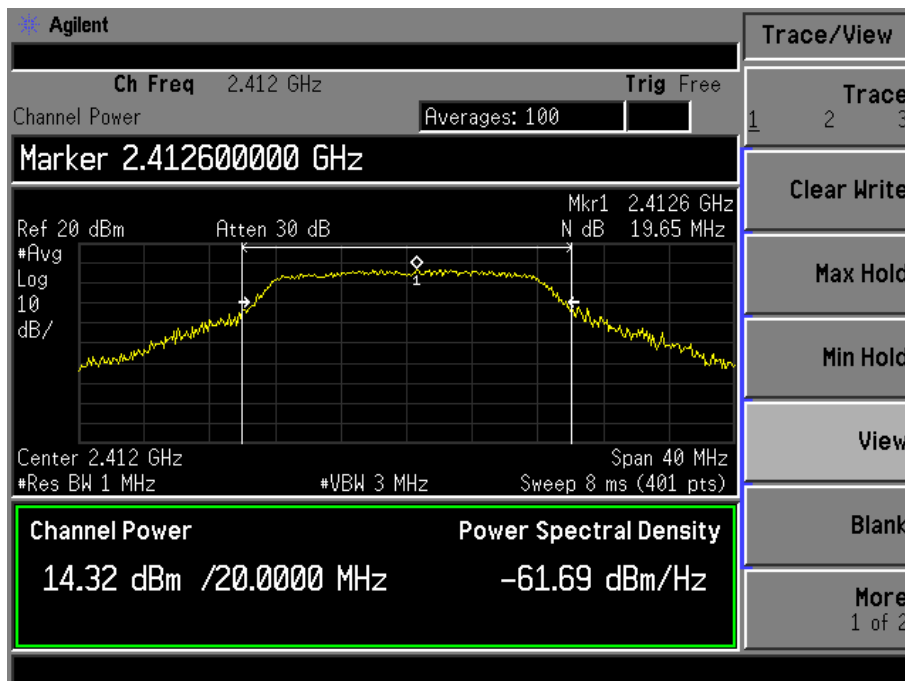 Agilent
Trace/View
Ch Freq 2.412 GHz Trig Free
Channel Power Averages: 100
Trace
1 2 3
Marker 2.412600000 GHz
Clear Write
Mkr1 2.4126 GHz
Ref 20 dBm Atten 30 dB N dB 19.65 MHz
#Avg
Log
10
dB/
1
Max Hold
Min Hold
View
Center 2.412 GHz Span 40 MHz
#Res BW 1 MHz #VBW 3 MHz Sweep 8 ms (401 pts)
Channel Power Power Spectral Density
14.32 dBm /20.0000 MHz -61.69 dBm/Hz
Blank
More
1 of 2